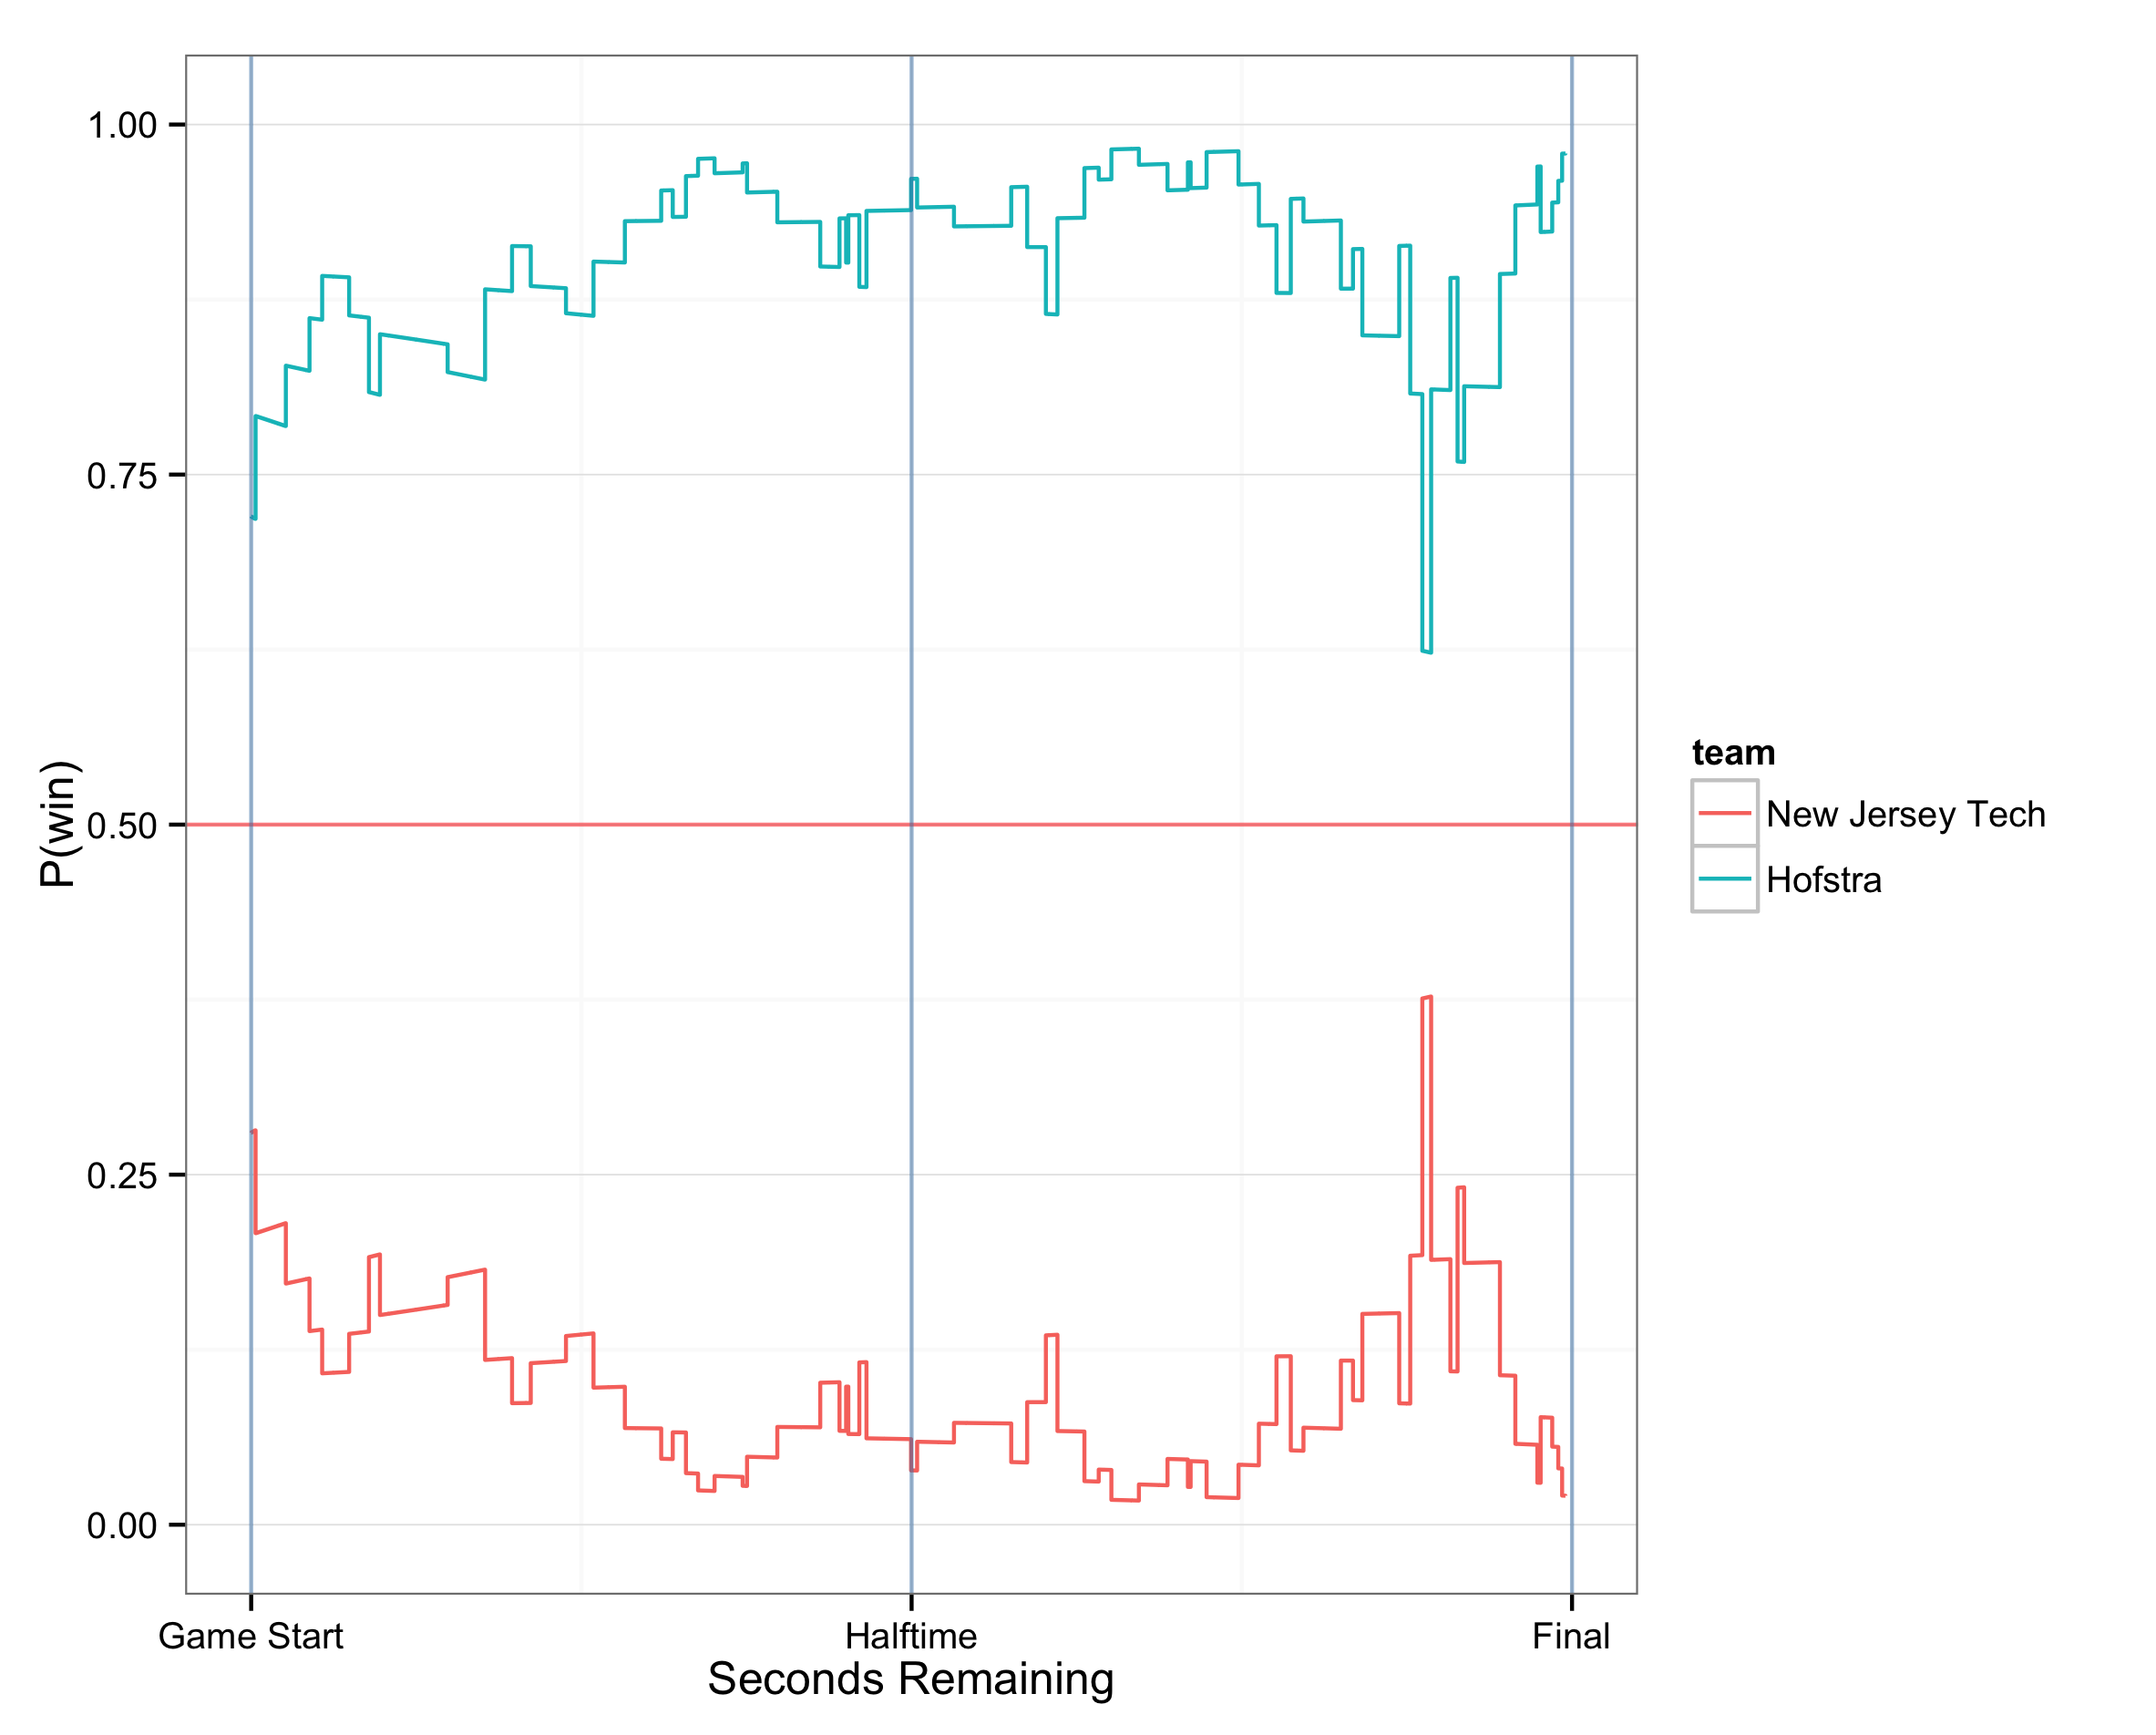 1.00
0.75
0.50
0.25
0.00
P(win)
Game Start
Halftime
Final
Seconds Remaining
team
New Jersey Tech
Hofstra